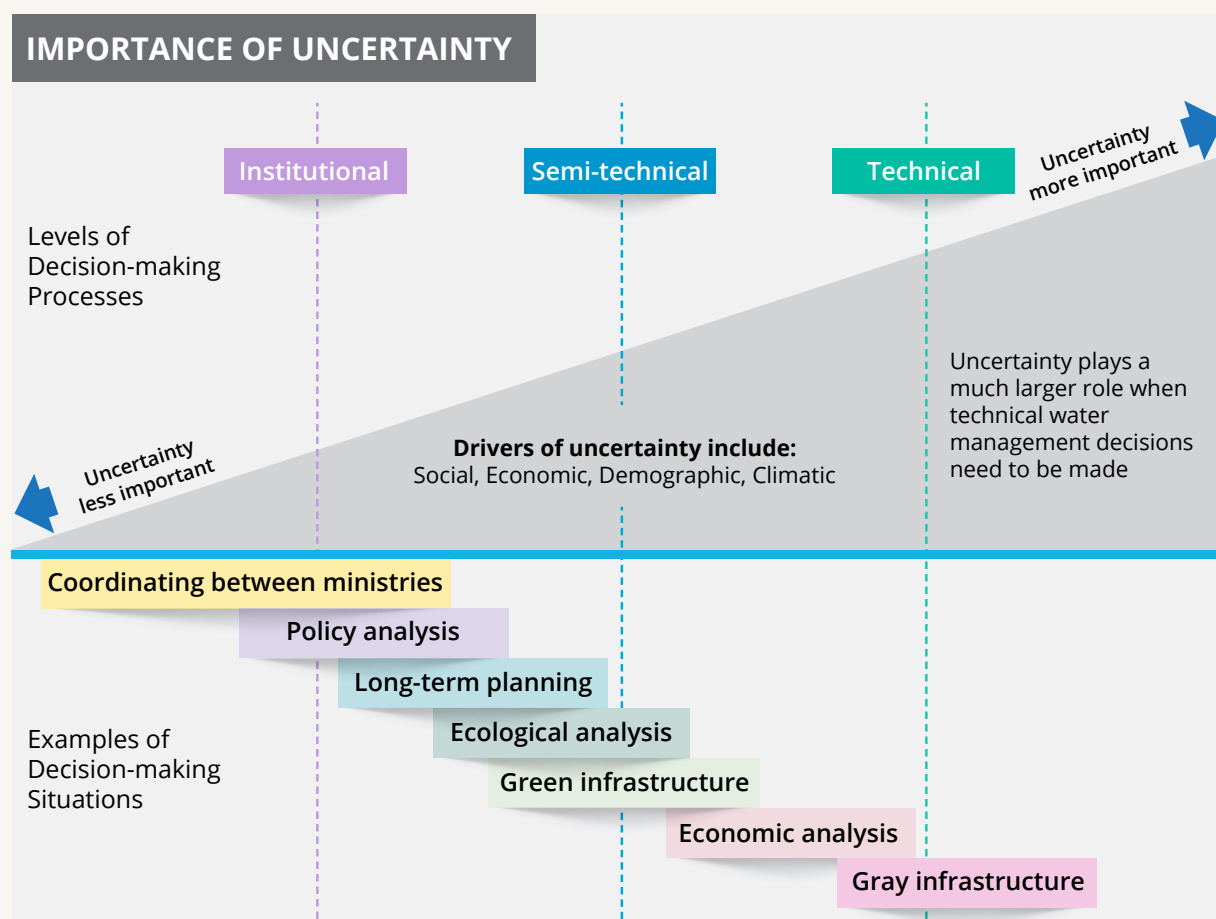 IMPORTANCE OF UNCERTAINTY
Institutional
Semi-technical
Technical
Uncertainty
more important
Levels of
Decision-making
Processes
Uncertainty plays a
much larger role when
technical water
management decisions
need to be made
Drivers of uncertainty include:
Social, Economic, Demographic, Climatic
Uncertainty
less important
Coordinating between ministries
Policy analysis
Long-term planning
Ecological analysis
Examples of
Decision-making
Situations
Green infrastructure
Economic analysis
Gray infrastructure